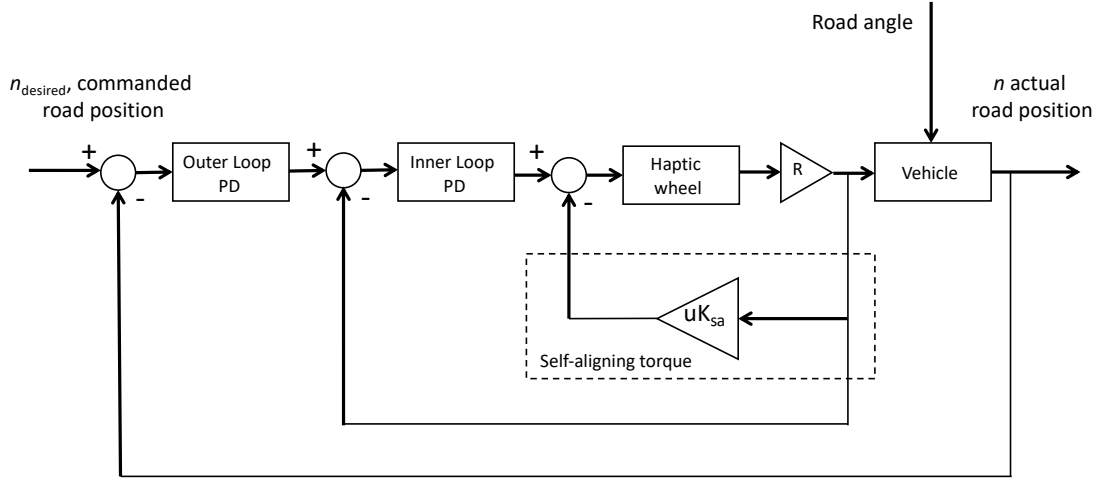 Road angle
n_desired, commanded
road position
n actual
road position
+
-
Outer Loop
PD
+
-
Inner Loop
PD
+
-
Haptic
wheel
R
Vehicle
uK_sa
Self-aligning torque